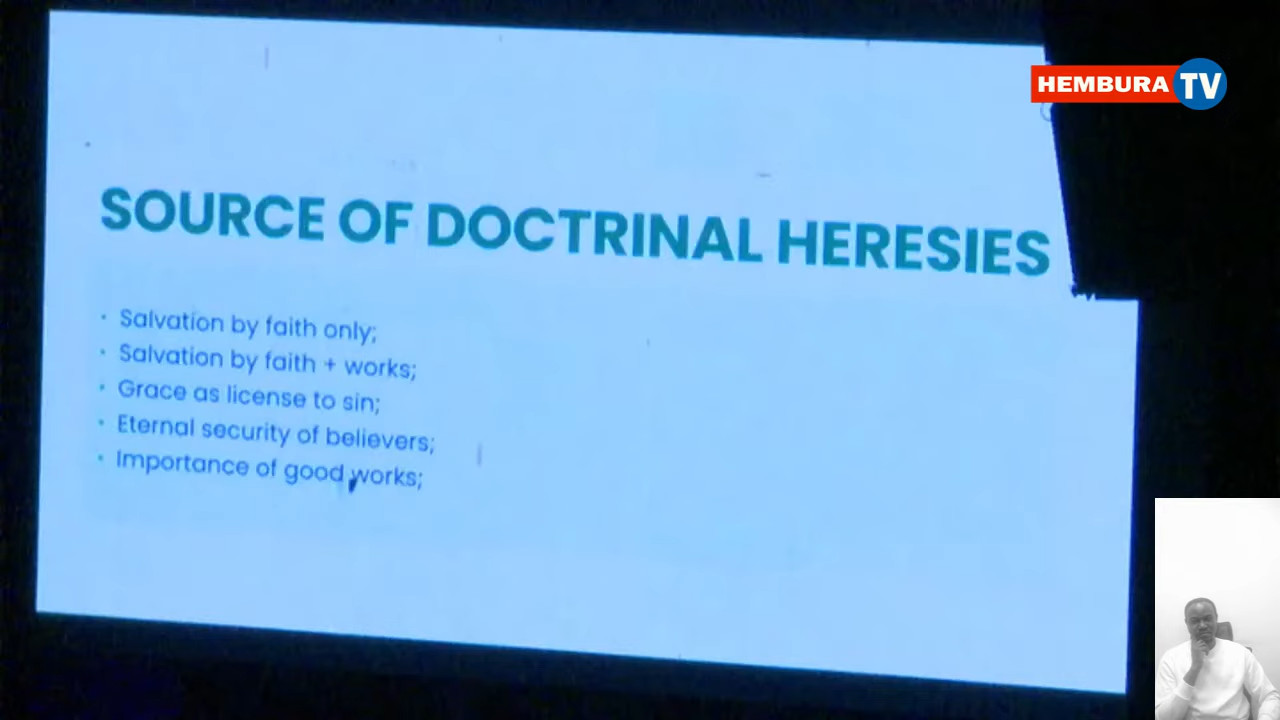 HEMBURA TV
SOURCE OF DOCTRINAL HERESIES
· Salvation by faith only;
· Salvation by faith + works;
· Grace as license to sin;
· Eternal security of believers;
· Importance of good works;